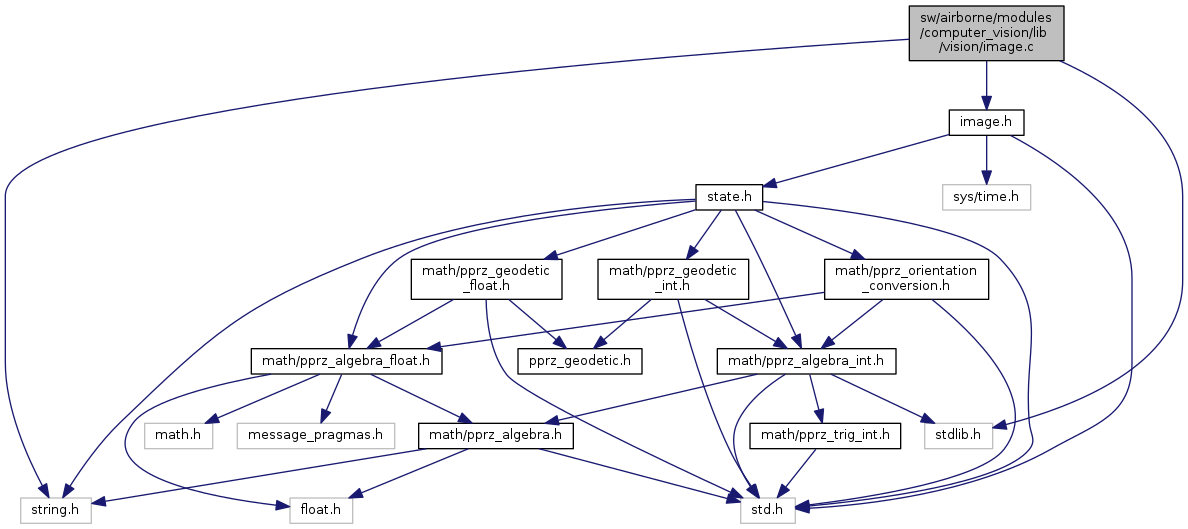 sw/airborne/modules
/computer_vision/lib
/vision/image.c
image.h
state.h
sys/time.h
math/pprz_geodetic
_float.h
math/pprz_geodetic
_int.h
math/pprz_orientation
_conversion.h
math/pprz_algebra_float.h
pprz_geodetic.h
math/pprz_algebra_int.h
math.h
message_pragmas.h
math/pprz_algebra.h
math/pprz_trig_int.h
stdlib.h
string.h
float.h
std.h